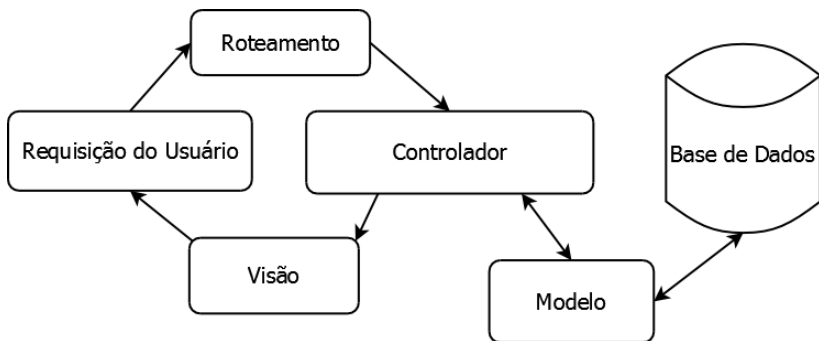 Roteamento
Requisição do Usuário
Controlador
Base de Dados
Visão
Modelo